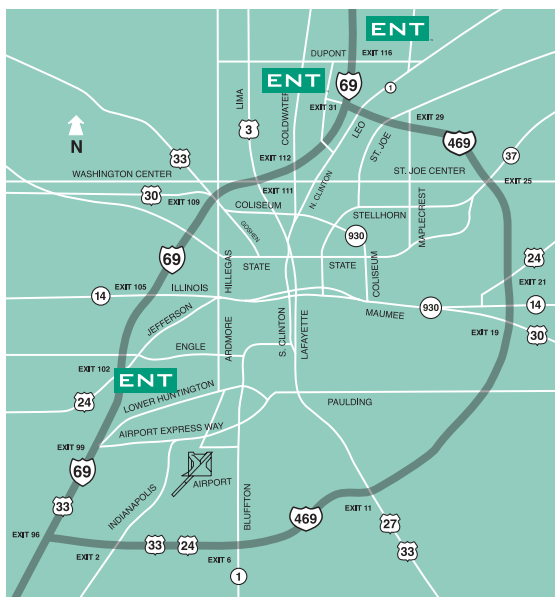 ENT
DUPONT
EXIT 116
ENT
69
1
LIMA
COLDWATER
EXIT 31
EXIT 29
LEO
ST. JOE
3
469
N
33
EXIT 112
37
WASHINGTON CENTER
ST. JOE CENTER
30
EXIT 109
EXIT 111
EXIT 25
COLISEUM
N. CLINTON
STELLHORN
MAPLECREST
GOSHEN
930
69
HILLEGAS
STATE
STATE
COLISEUM
24
EXIT 105
ILLINOIS
EXIT 21
14
930
14
JEFFERSON
MAUMEE
EXIT 19
30
ENGLE
ARDMORE
S. CLINTON
LAFAYETTE
EXIT 102
ENT
24
LOWER HUNTINGTON
PAULDING
AIRPORT EXPRESS WAY
EXIT 99
69
33
INDIANAPOLIS
AIRPORT
BLUFFTON
EXIT 11
469
27
EXIT 96
33
24
33
EXIT 2
EXIT 6
1